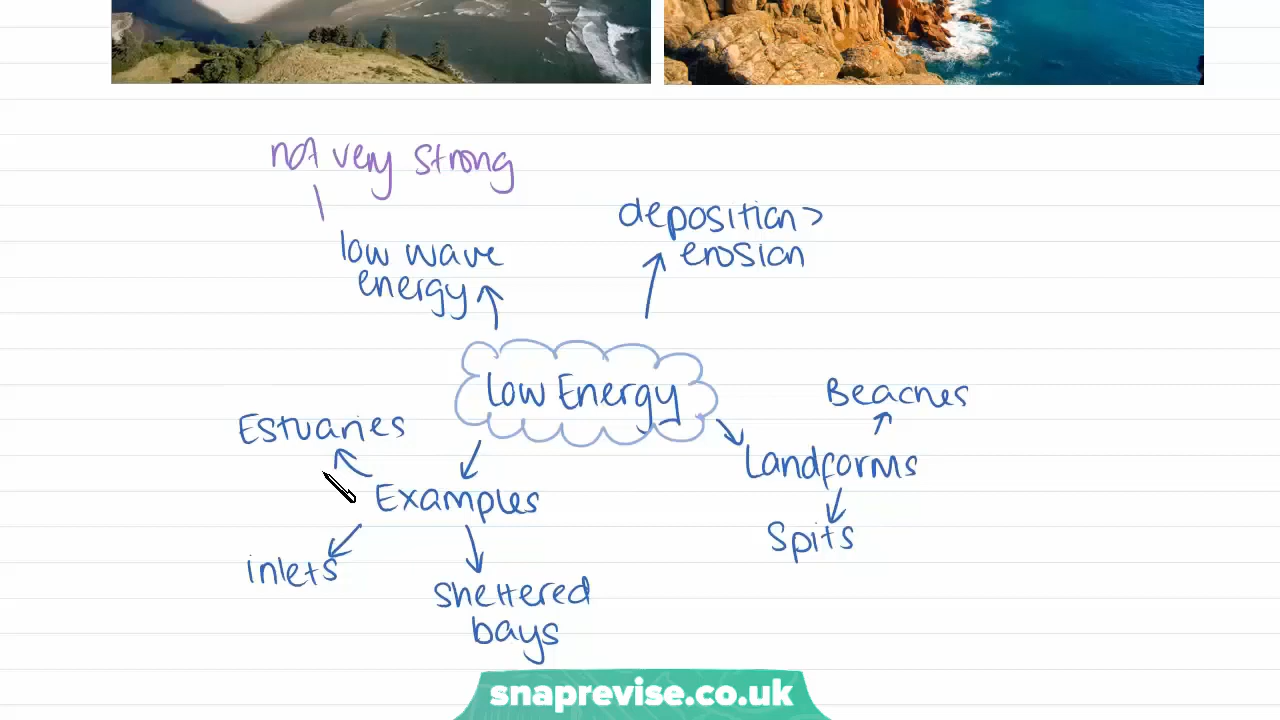 not very strong
low wave
energy
deposition >
erosion
Low Energy
Beaches
Estuaries
Landforms
Examples
Spits
inlets
sheltered
bays
snaprevise.co.uk